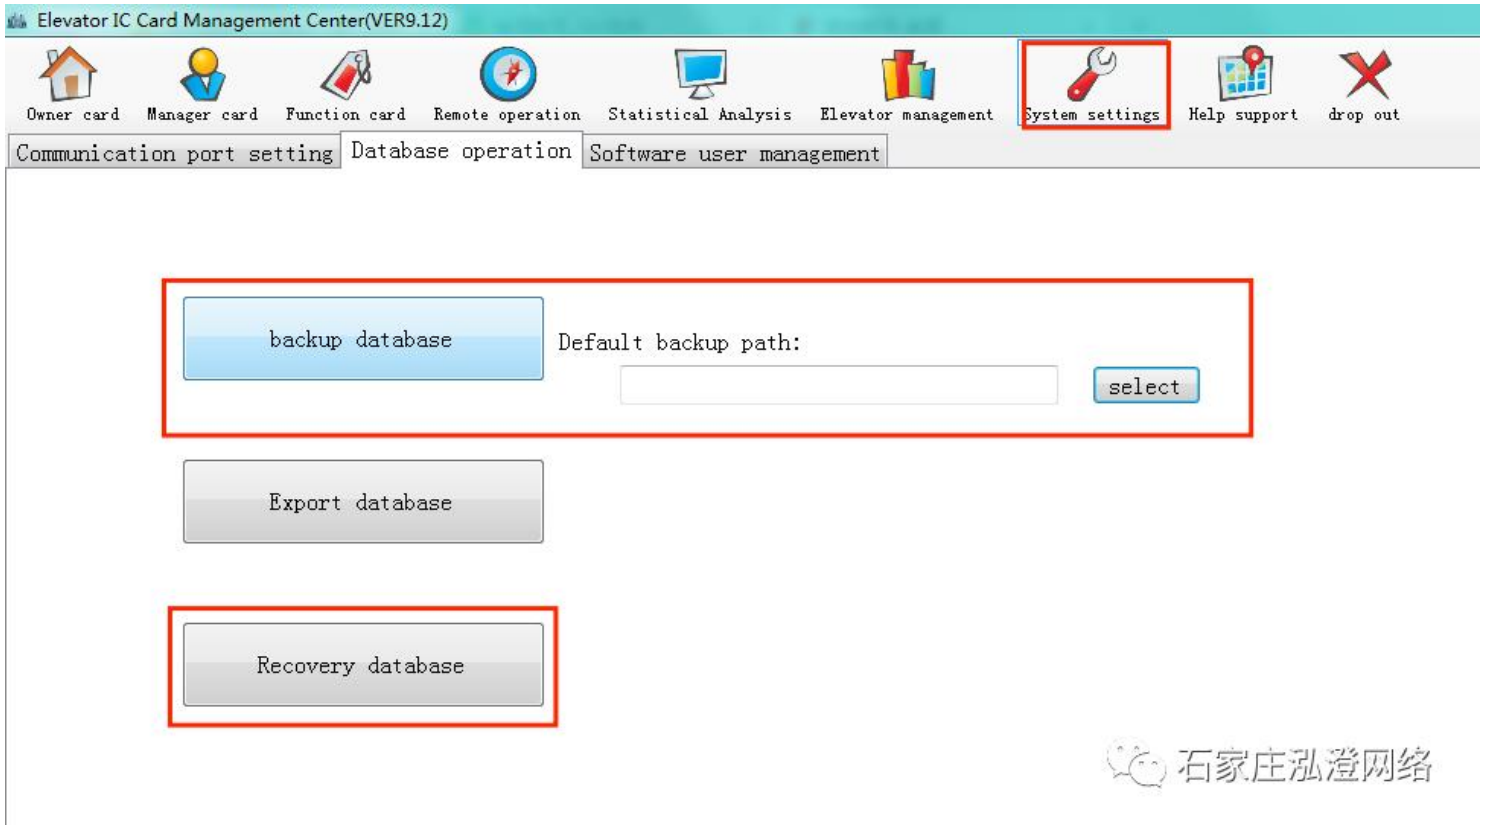 Elevator IC Card Management Center(VER9.12)
Owner card Manager card Function card Remote operation Statistical Analysis Elevator management System settings Help support drop out
Communication port setting Database operation Software user management
backup database
Default backup path:
select
Export database
Recovery database
石家庄泓澄网络